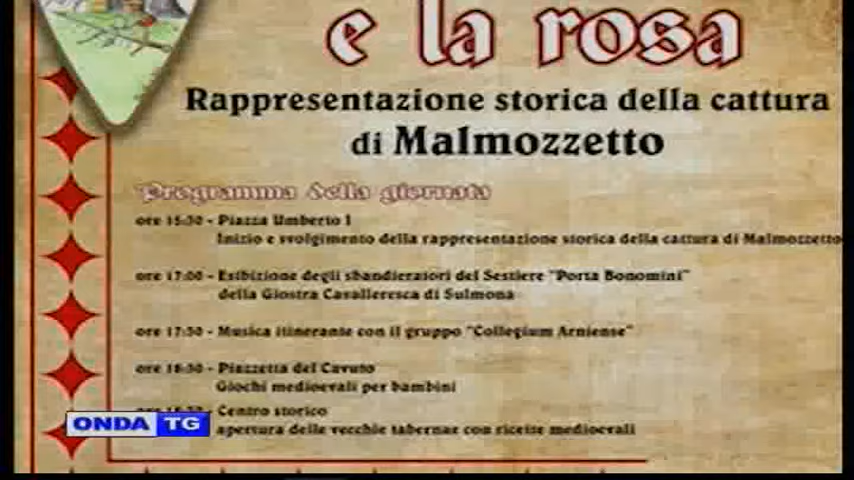 e la rosa
Rappresentazione storica della cattura
di Malmozzetto
Programma della giornata
ore 15:30 - Piazza Umberto I
Inizio e svolgimento della rappresentazione storica della cattura di Malmozzetto
ore 17:00 - Esibizione degli sbandieratori del Sestiere "Porta Bonomini"
della Giostra Cavalleresca di Sulmona
ore 17:30 - Musica itinerante con il gruppo "Collegium Arniense"
ore 18:30 - Piazzetta del Cavuto
Giochi medioevali per bambini
Centro storico
apertura delle vecchie tabernae con ricette medioevali
ONDA TG